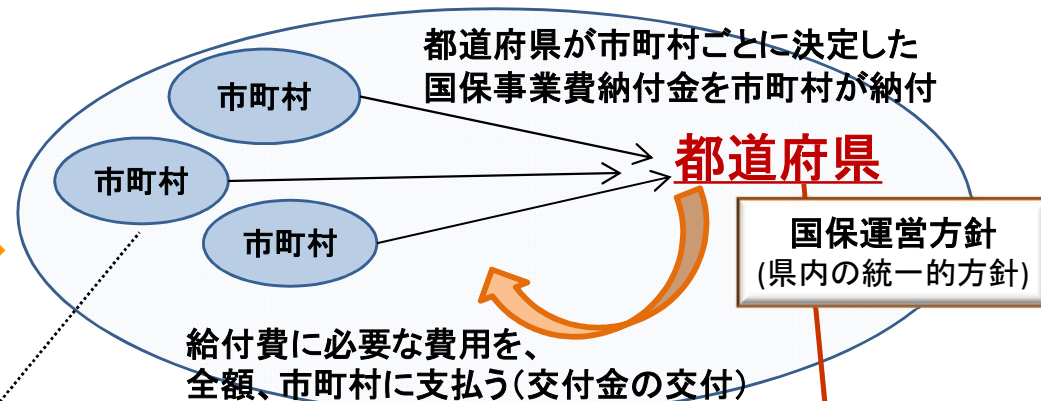 都道府県が市町村ごとに決定した
国保事業費納付金を市町村が納付
市町村
市町村
市町村
都道府県
国保運営方針
(県内の統一的方針)
給付費に必要な費用を、
全額、市町村に支払う(交付金の交付)